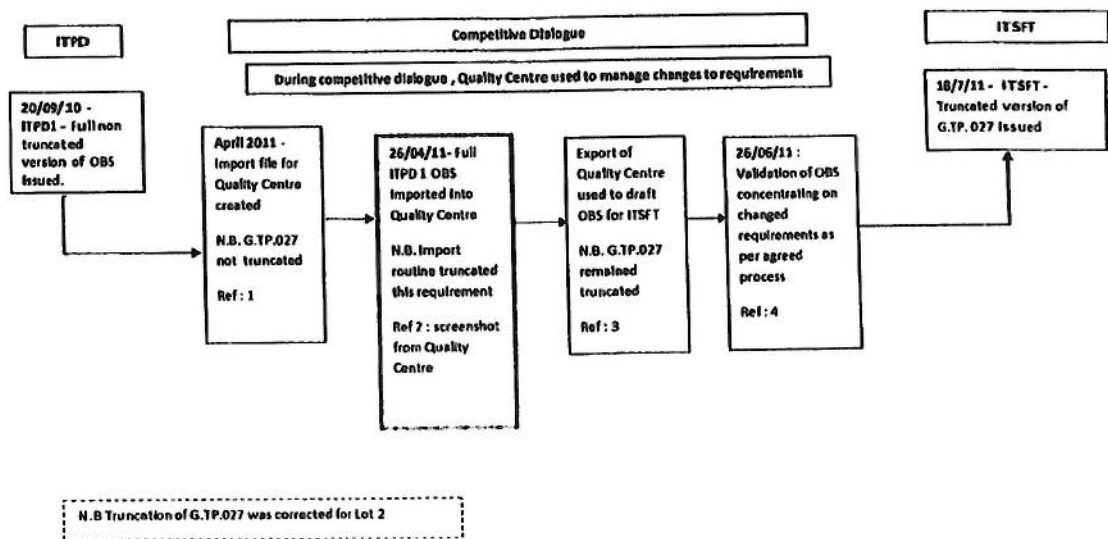 ITPD
Competitive Dialogue
ITSFT
During competitive dialogue , Quality Centre used to manage changes to requirements
20/09/10 -
ITPD1 - Full non
truncated
version of OBS
issued.
April 2011 -
Import file for
Quality Centre
created
N.B. G.TP.027
not truncated
Ref : 1
26/04/11- Full
ITPD 1 OBS
Imported into
Quality Centre
N.B. Import
routine truncated
this requirement
Ref 2 : screenshot
from Quality
Centre
Export of
Quality Centre
used to draft
OBS for ITSFT
N.B. G.TP.027
remained
truncated
Ref : 3
26/06/11 :
Validation of OBS
concentrating on
changed
requirements as
per agreed
process
Ref : 4
18/7/11 - ITSFT -
Truncated version of
G.TP. 027 issued
N.B Truncation of G.TP.027 was corrected for Lot 2